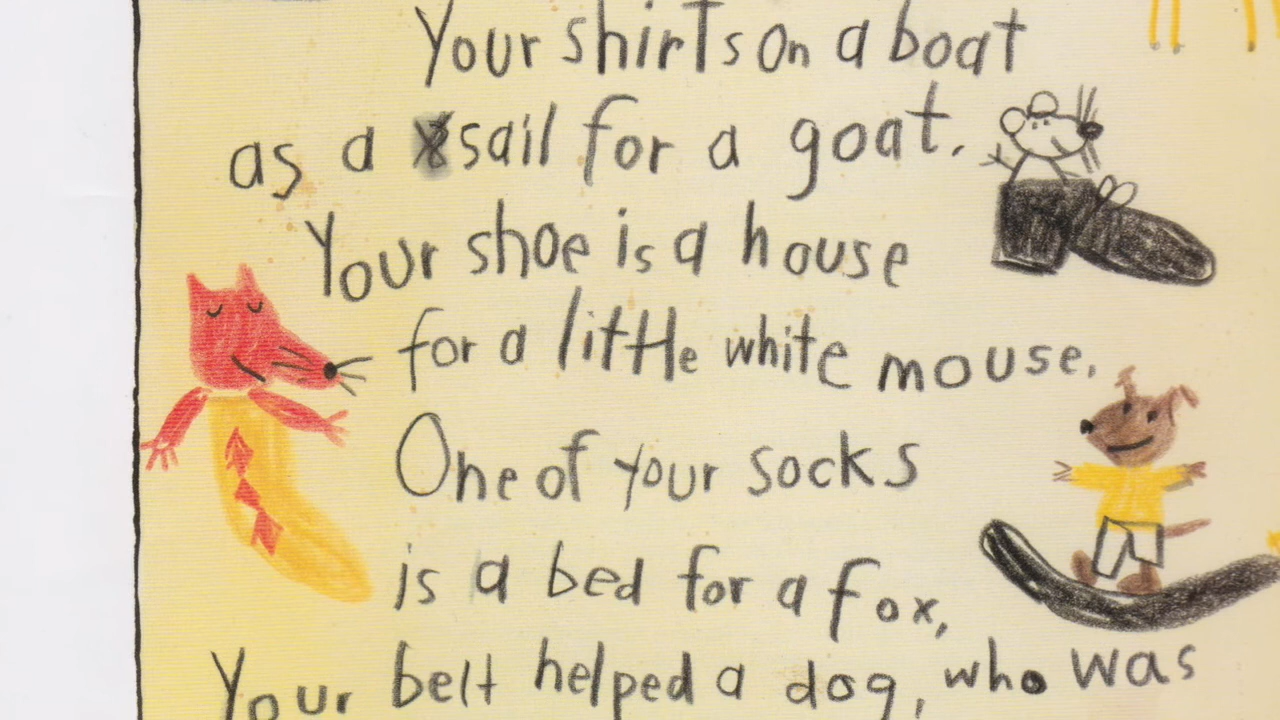 Your shirts on a boat
as a sail for a goat.
Your shoe is a house
for a little white mouse.
One of your socks
is a bed for a fox,
Your belt helped a dog, who was